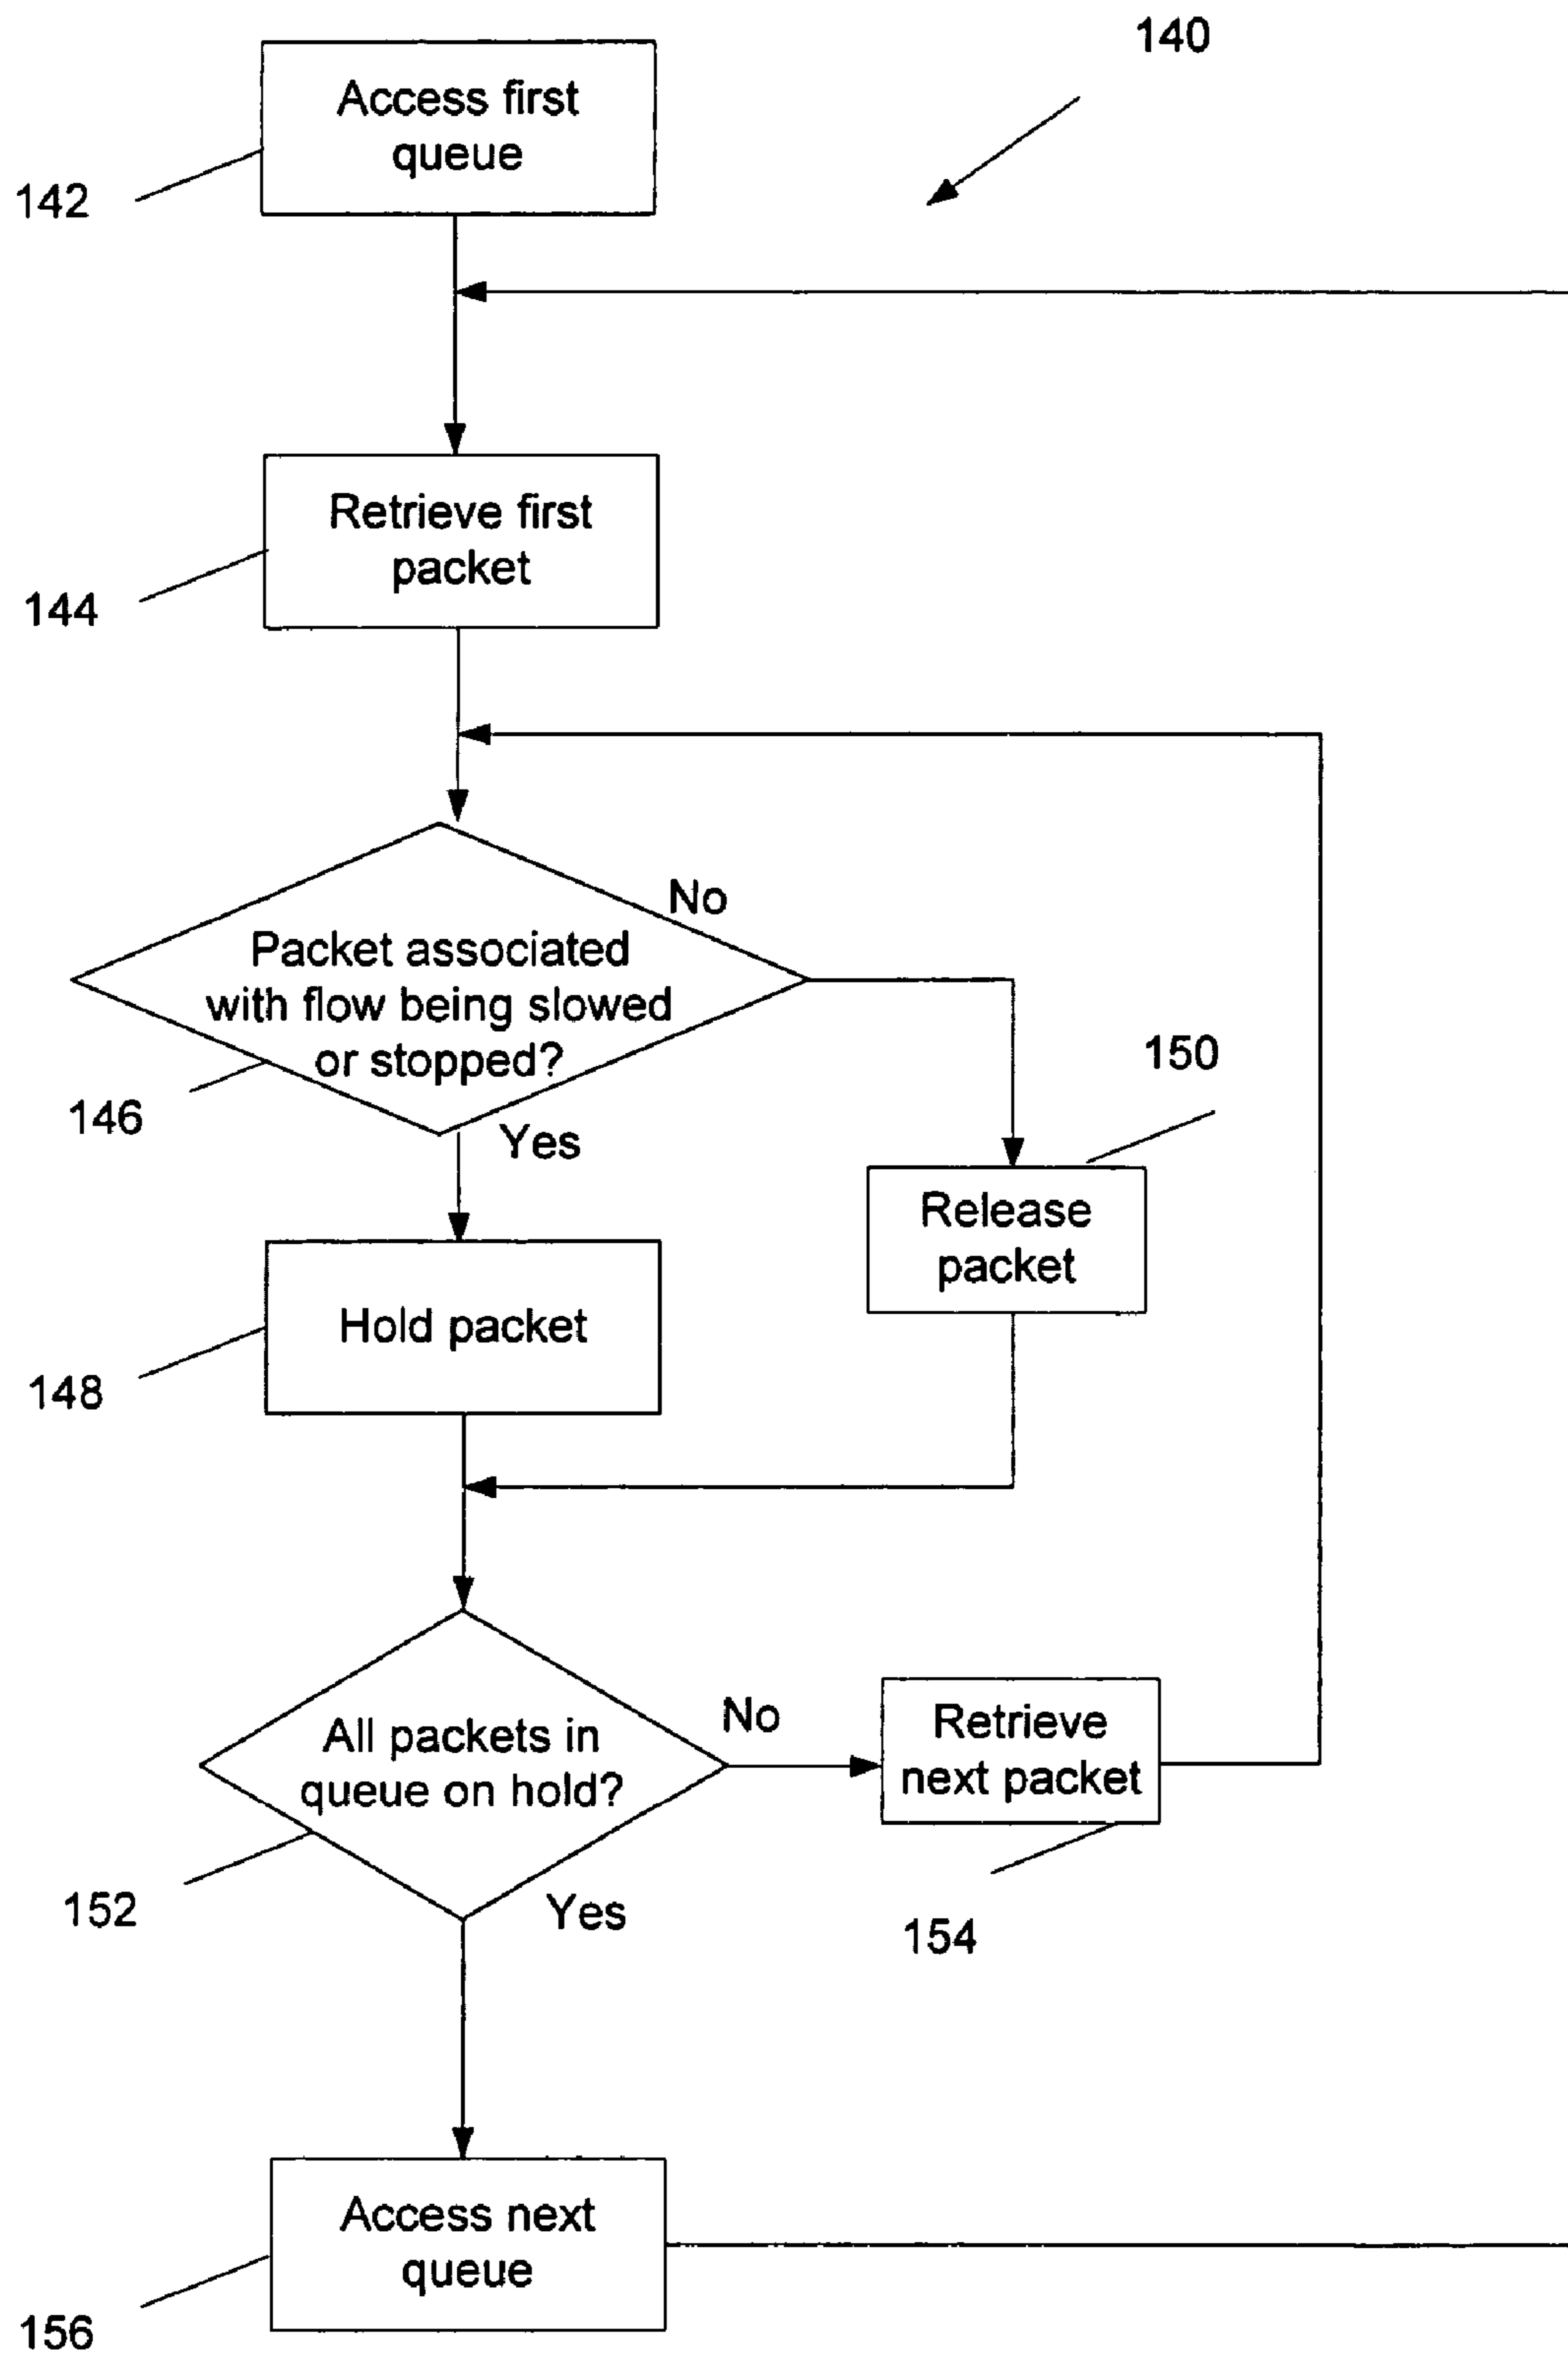 140
Access first
queue
142
Retrieve first
packet
144
No
Packet associated
with flow being slowed
or stopped?
146
Yes
150
Release
packet
Hold packet
148
All packets in
queue on hold?
No
Retrieve
next packet
152
Yes
154
Access next
queue
156